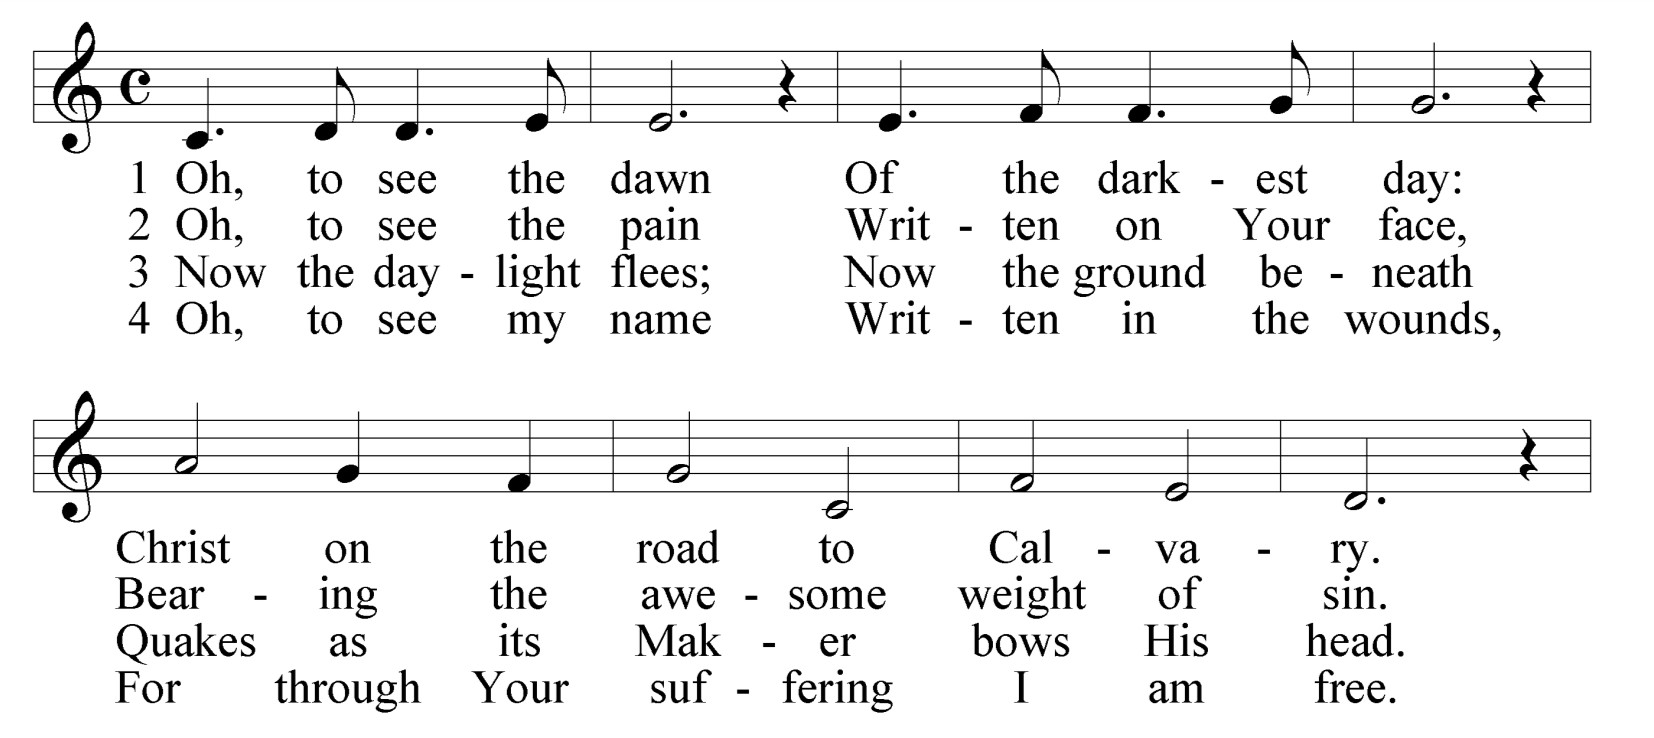 1 Oh, to see the dawn Of the dark - est day:
2 Oh, to see the pain Writ - ten on Your face,
3 Now the day - light flees; Now the ground be - neath
4 Oh, to see my name Writ - ten in the wounds,
Christ on the road to Cal - va - ry.
Bear - ing the awe - some weight of sin.
Quakes as its Mak - er bows His head.
For through Your suf - fering I am free.